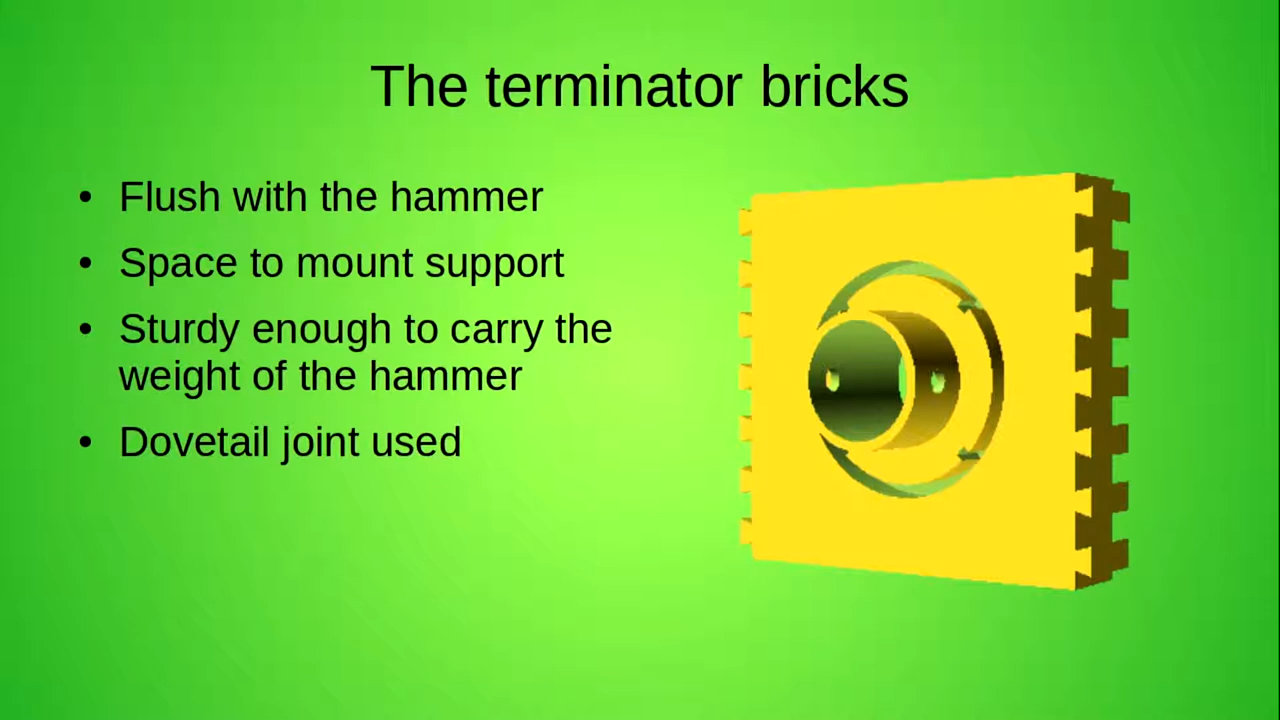 The terminator bricks
• Flush with the hammer
• Space to mount support
• Sturdy enough to carry the
weight of the hammer
• Dovetail joint used